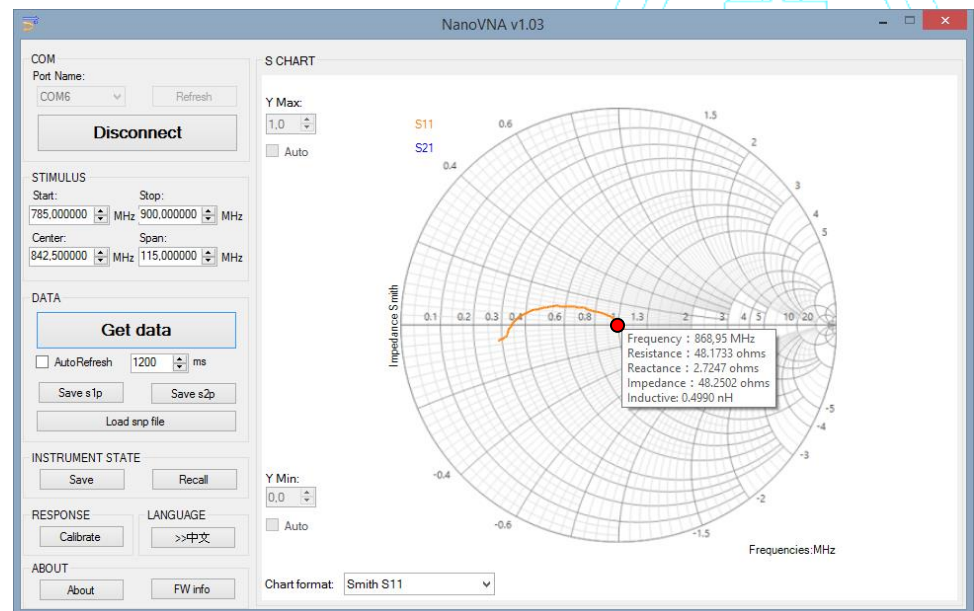 NanoVNA v1.03
COM
Port Name:
COM6
Refresh
Disconnect
STIMULUS
Start:
Stop:
785,000000 MHz
900,000000 MHz
Center:
Span:
842,500000 MHz
115,000000 MHz
DATA
Get data
AutoRefresh
1200 ms
Save s1p
Save s2p
Load snp file
INSTRUMENT STATE
Save
Recall
RESPONSE
LANGUAGE
Calibrate
>>中文
ABOUT
About
FW info
S CHART
Y Max:
1,0
Auto
S11
S21
Impedance Smith
0.4
0.6
1.5
2
3
4
5
0.1 0.2 0.3 0.4 0.6 0.8 1 1.3 2 3 4 5 10 20
Frequency : 868,95 MHz
Resistance : 48.1733 ohms
Reactance : 2.7247 ohms
Impedance : 48.2502 ohms
Inductive: 0.4990 nH
-5
-4
-3
-2
-1.5
-0.4
-0.6
Y Min:
0,0
Auto
Frequencies:MHz
Chart format:
Smith S11